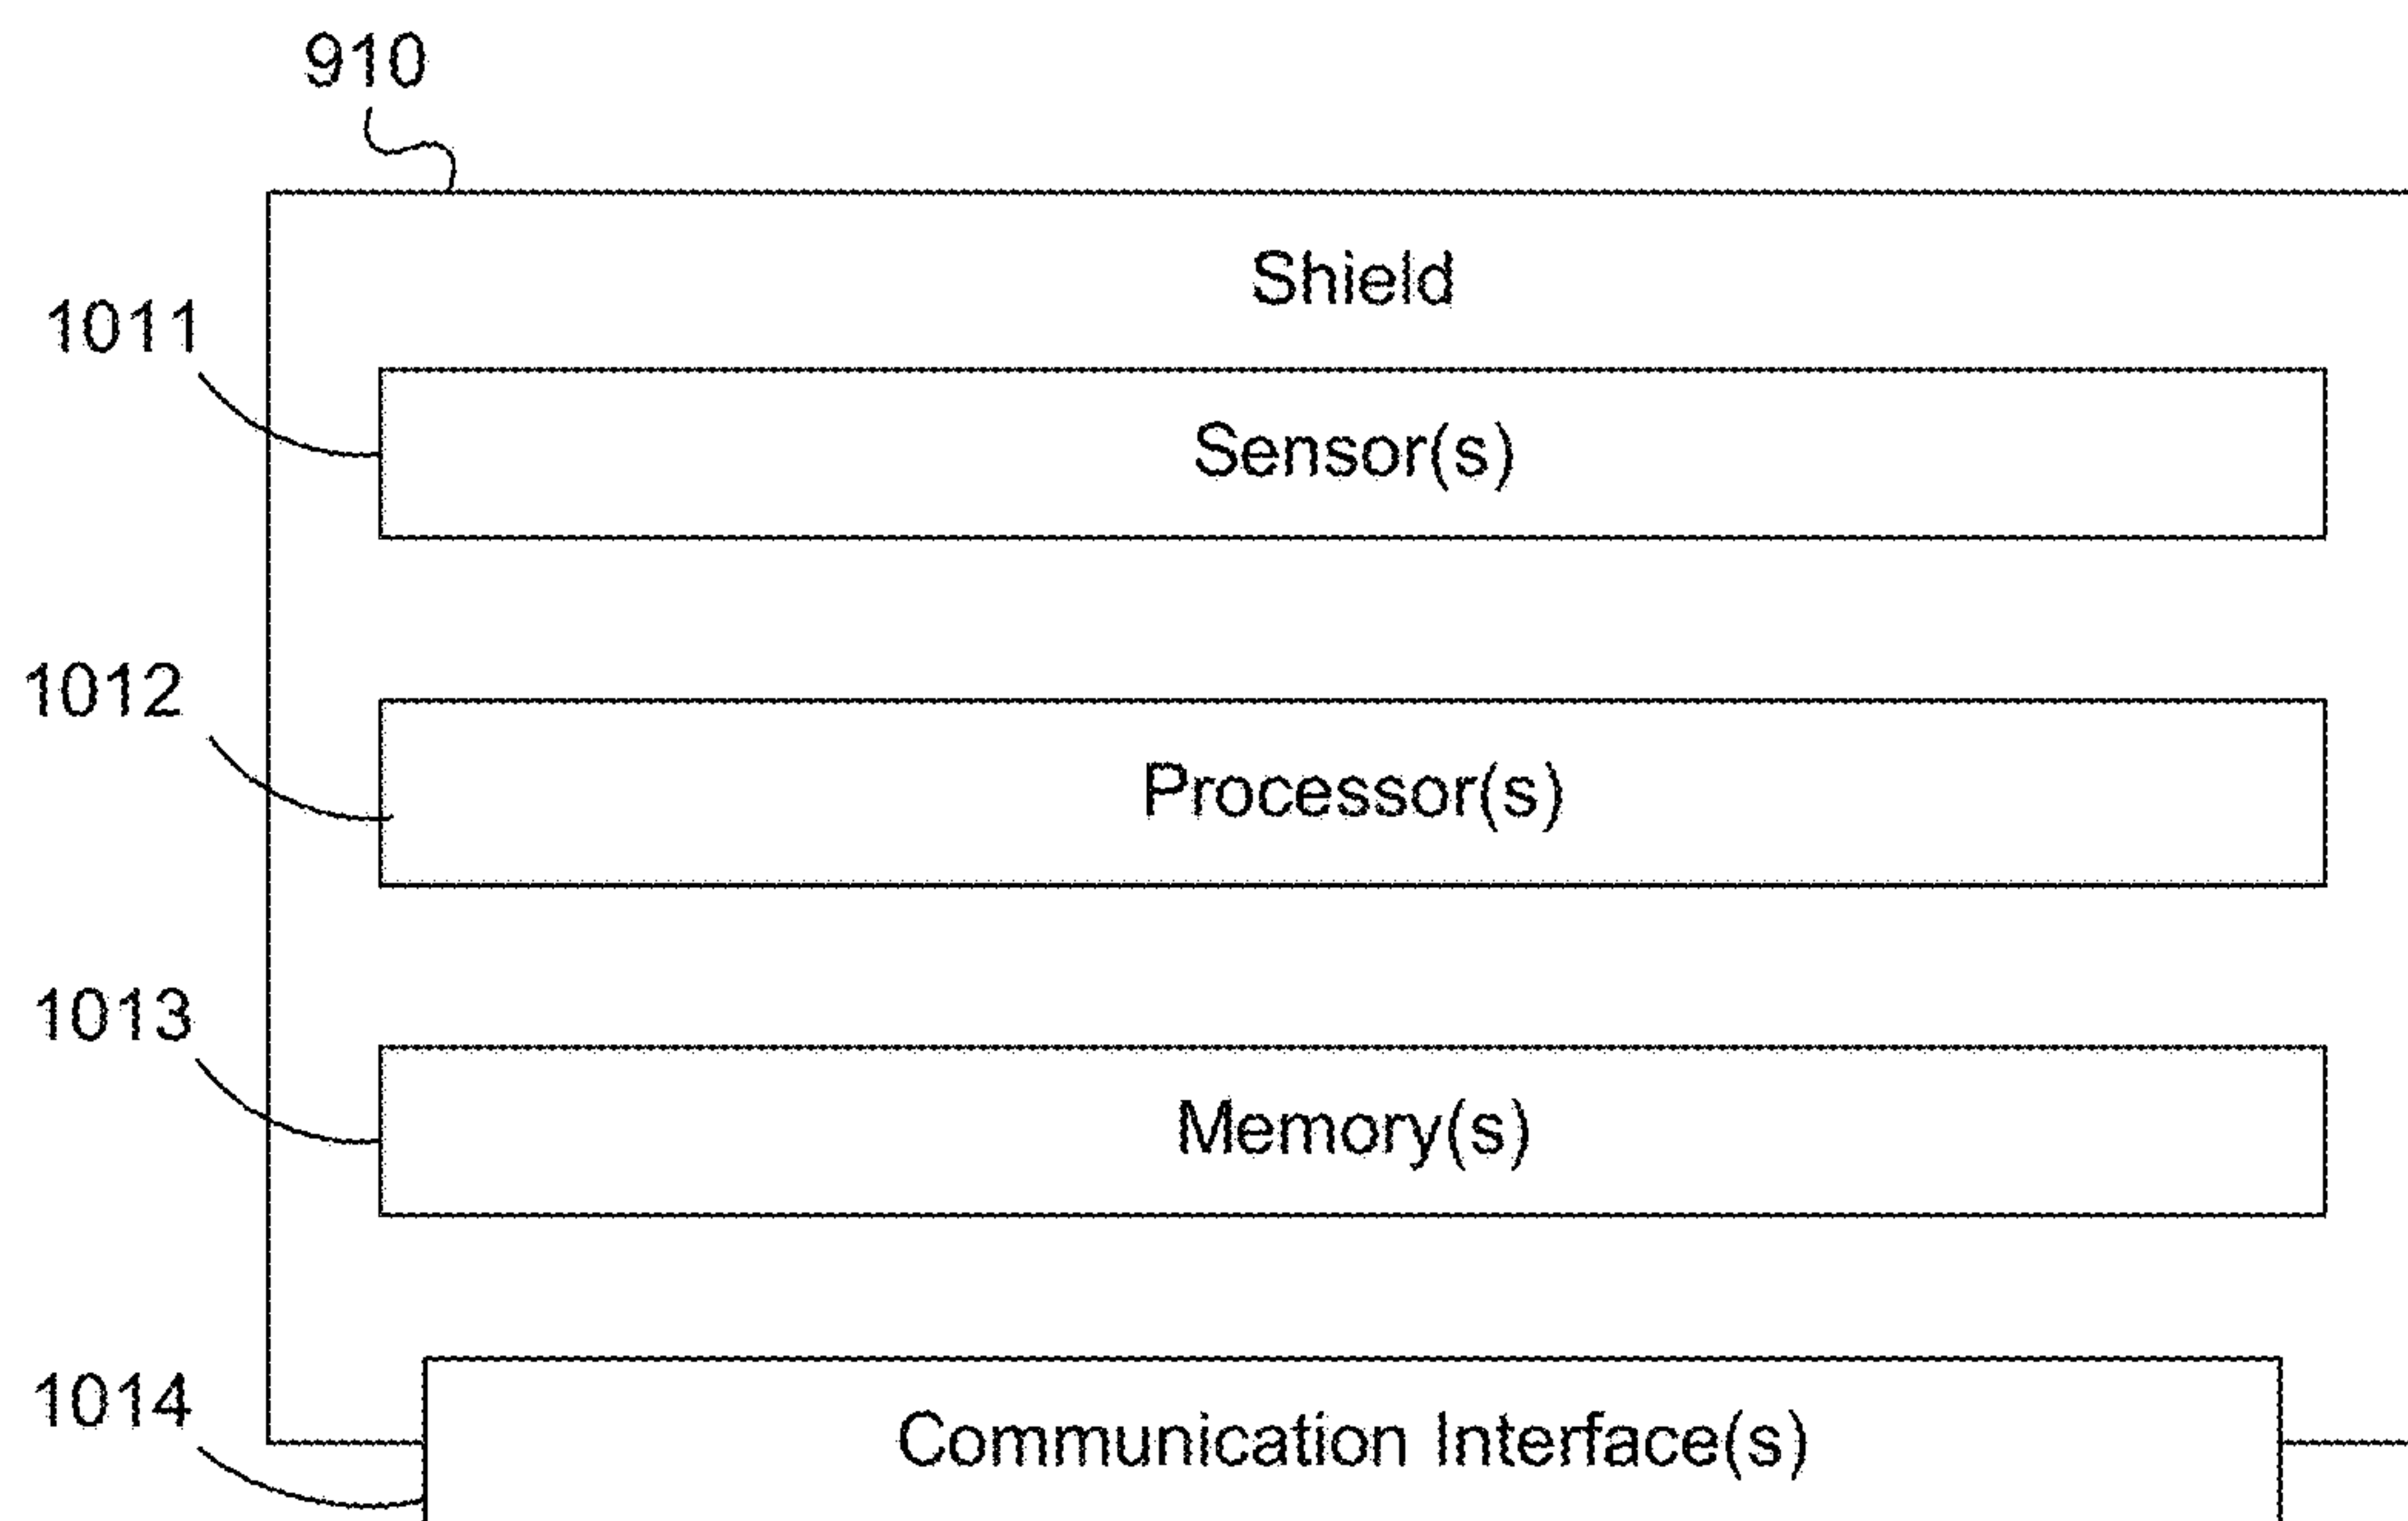 910
Shield
1011
Sensor(s)
1012
Processor(s)
1013
Memory(s)
1014
Communication Interface(s)